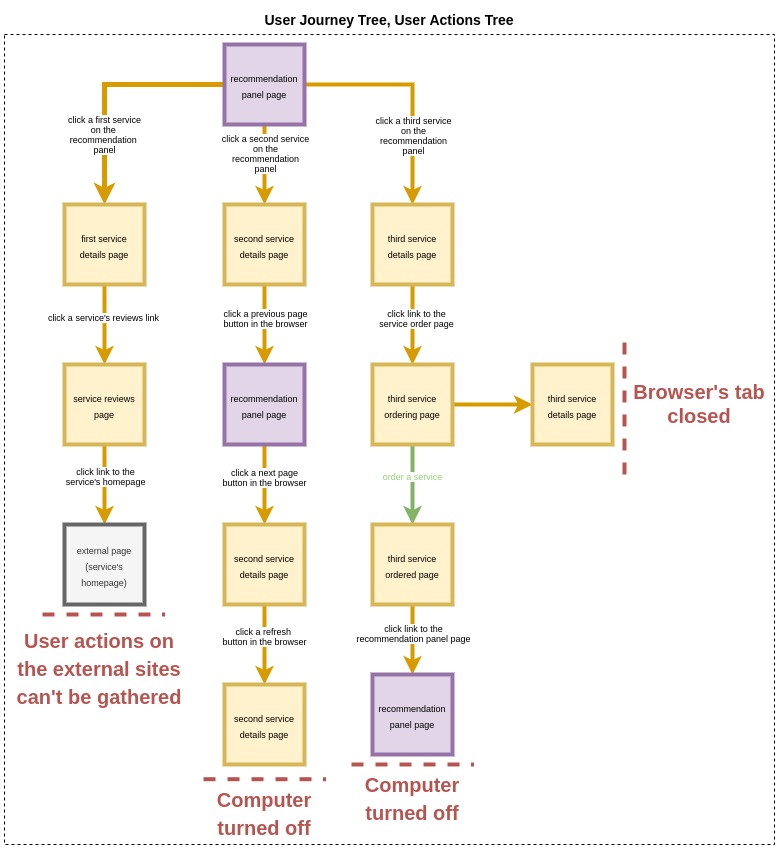 User Journey Tree, User Actions Tree
recommendation
panel page
click a first service
on the
recommendation
panel
click a second service
on the
recommendation
panel
click a third service
on the
recommendation
panel
first service
details page
second service
details page
third service
details page
click a service's reviews link
click a previous page
button in the browser
click link to the
service order page
service reviews
page
recommendation
panel page
third service
ordering page
third service
details page
Browser's tab
closed
click link to the
service's homepage
click a next page
button in the browser
order a service
external page
(service's
homepage)
second service
details page
third service
ordered page
User actions on
the external sites
can't be gathered
click a refresh
button in the browser
click link to the
recommendation panel page
second service
details page
recommendation
panel page
Computer
turned off
Computer
turned off